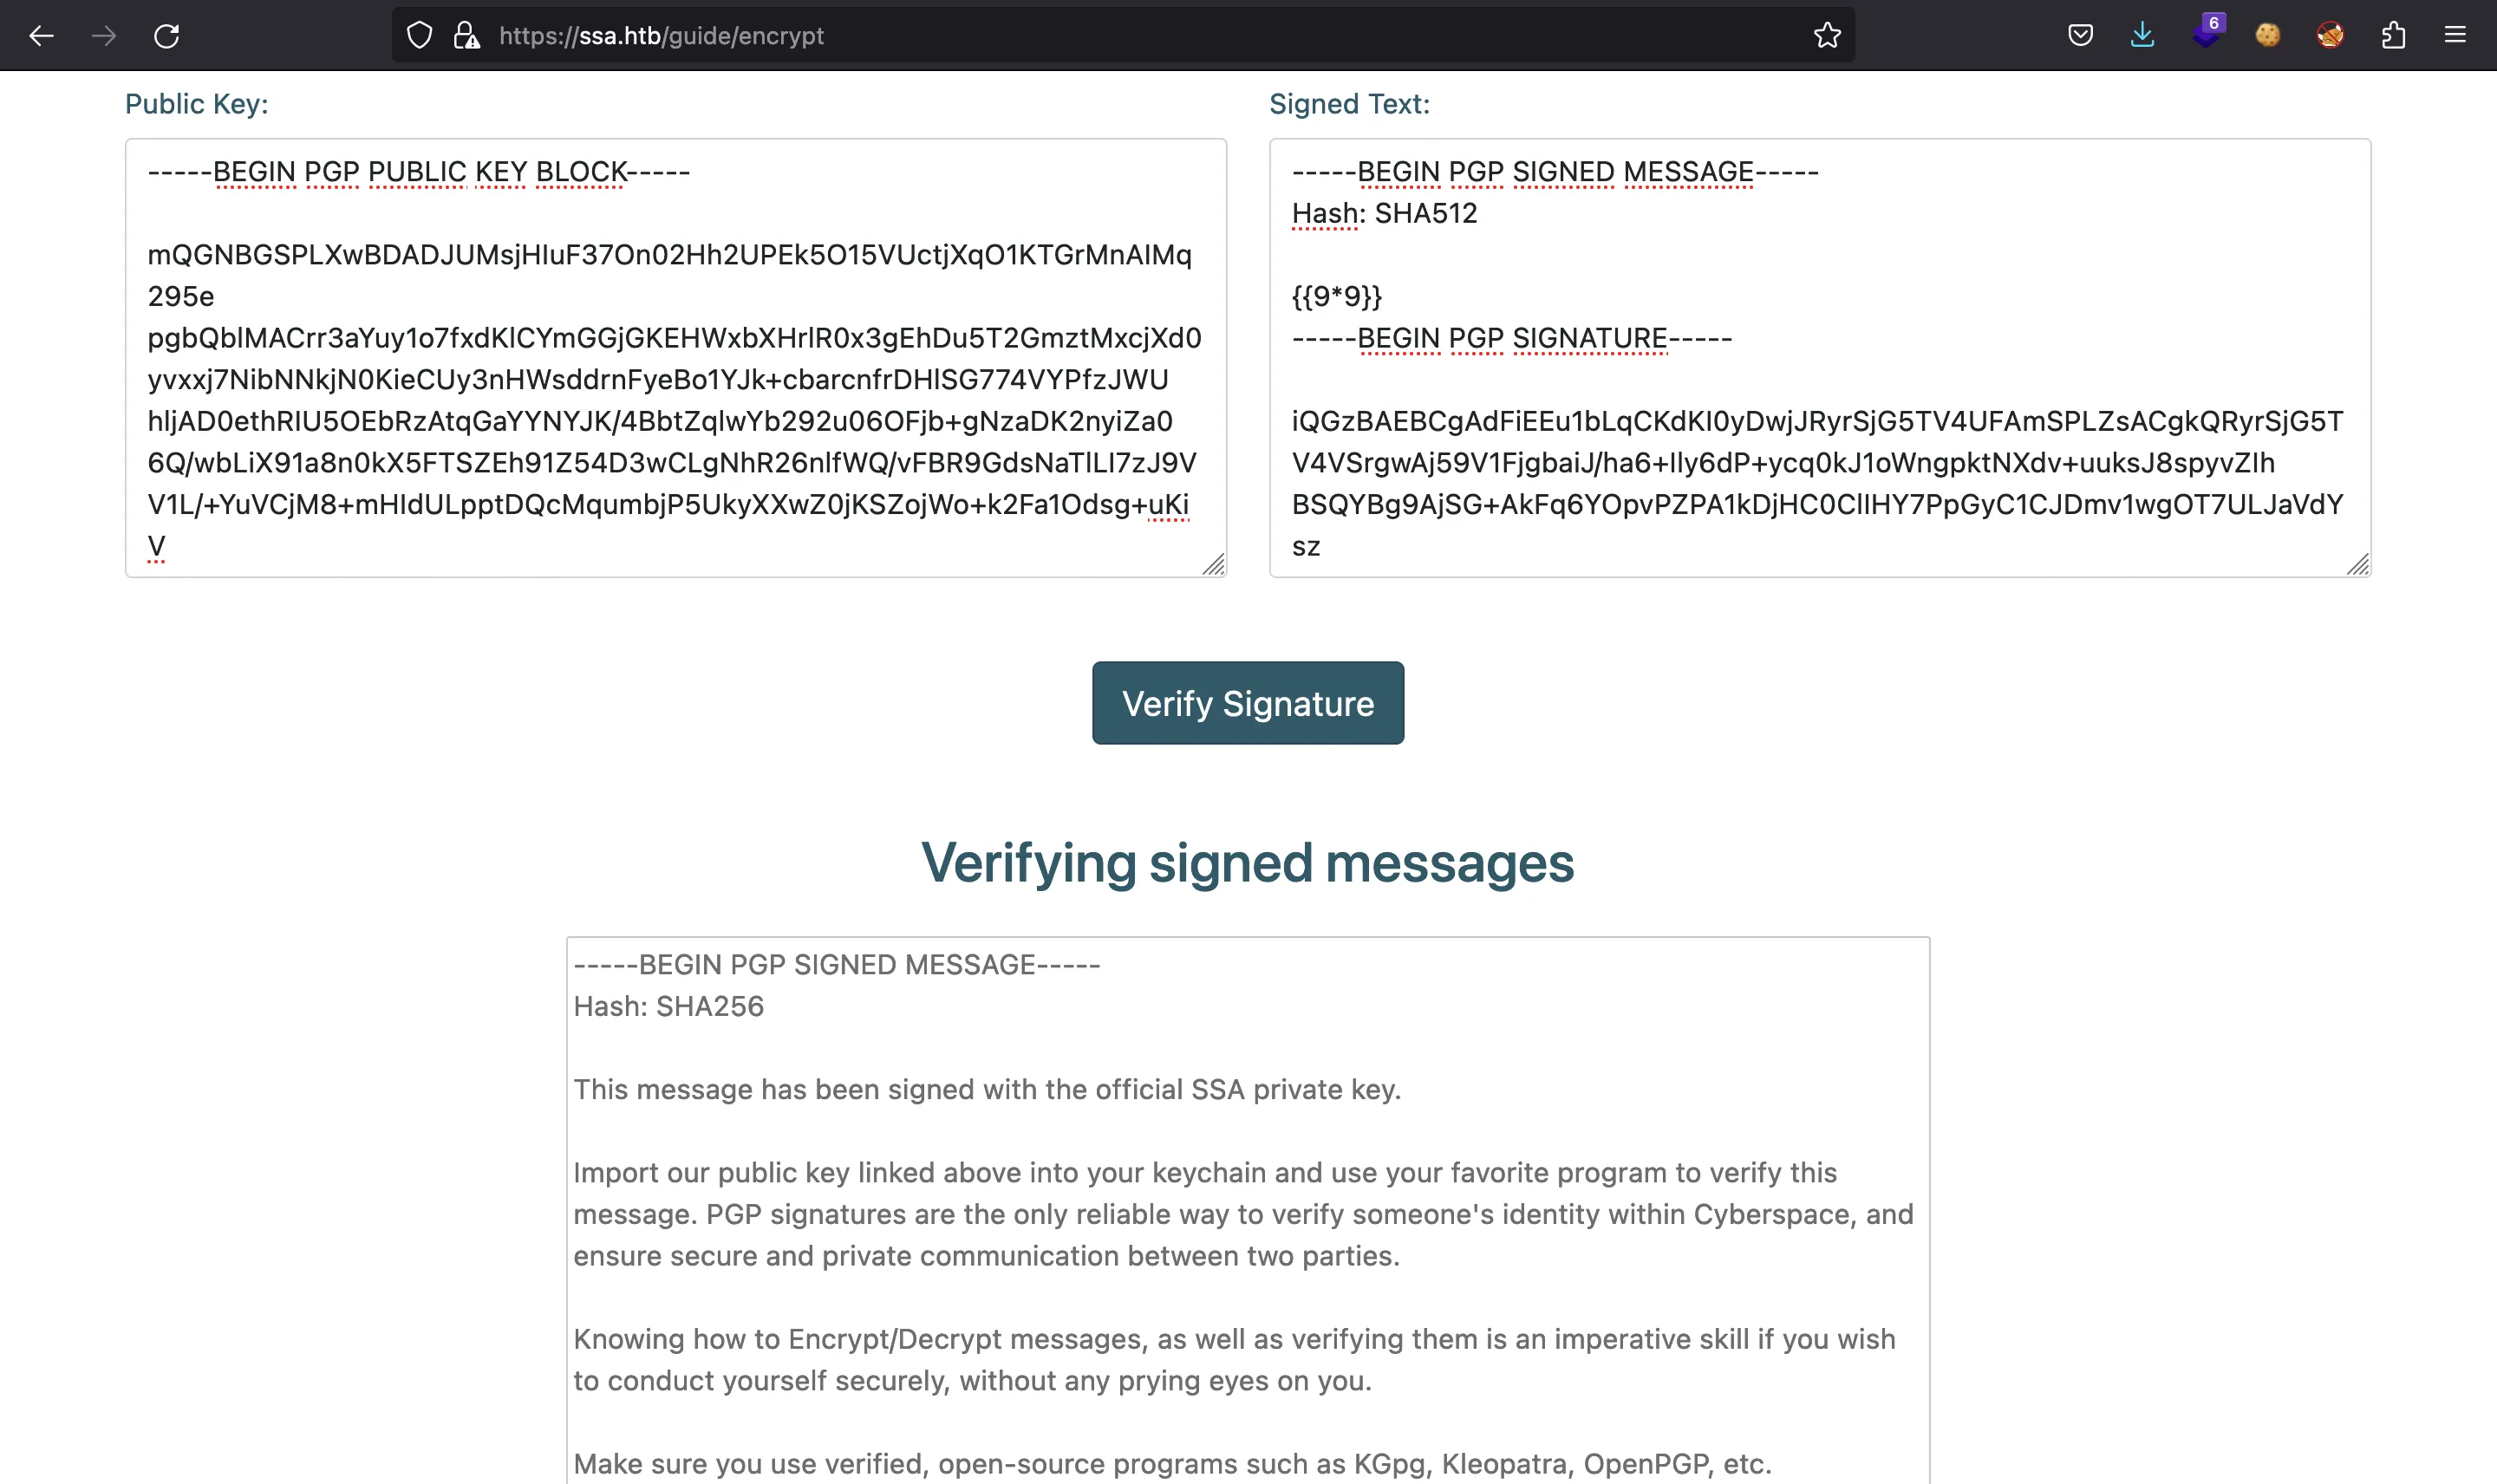 https://ssa.htb/guide/encrypt
6
Public Key:
-----BEGIN PGP PUBLIC KEY BLOCK-----
mQGNBGSPLXwBDADJUMsjHIuF37On02Hh2UPEk5O15VUctjXqO1KTGrMnAIMq
295e
pgbQblMACrr3aYuy1o7fxdKlCYmGGjGKEHWxbXHrlR0x3gEhDu5T2GmztMxcjXd0
yvxxj7NibNNkjN0KieCUy3nHWsddrnFyeBo1YJk+cbarcnfrDHlSG774VYPfzJWU
hljAD0ethRIU5OEbRzAtqGaYYNYJK/4BbtZqlwYb292u06OFjb+gNzaDK2nyiZa0
6Q/wbLiX91a8n0kX5FTSZEh91Z54D3wCLgNhR26nlfWQ/vFBR9GdsNaTlLI7zJ9V
V1L/+YuVCjM8+mHIdULpptDQcMqumbjP5UkyXXwZ0jKSZojWo+k2Fa1Odsg+uKi
V
Signed Text:
-----BEGIN PGP SIGNED MESSAGE-----
Hash: SHA512
{{9*9}}
-----BEGIN PGP SIGNATURE-----
iQGzBAEBCgAdFiEEu1bLqCKdKI0yDwjJRyrSjG5TV4UFAmSPLZsACgkQRyrSjG5T
V4VSrgwAj59V1FjgbaiJ/ha6+Ily6dP+ycq0kJ1oWngpktNXdv+uuksJ8spyvZIh
BSQYBg9AjSG+AkFq6YOpvPZPA1kDjHC0ClIHY7PpGyC1CJDmv1wgOT7ULJaVdY
sz
Verify Signature
Verifying signed messages
-----BEGIN PGP SIGNED MESSAGE-----
Hash: SHA256
This message has been signed with the official SSA private key.
Import our public key linked above into your keychain and use your favorite program to verify this
message. PGP signatures are the only reliable way to verify someone's identity within Cyberspace, and
ensure secure and private communication between two parties.
Knowing how to Encrypt/Decrypt messages, as well as verifying them is an imperative skill if you wish
to conduct yourself securely, without any prying eyes on you.
Make sure you use verified, open-source programs such as KGpg, Kleopatra, OpenPGP, etc.